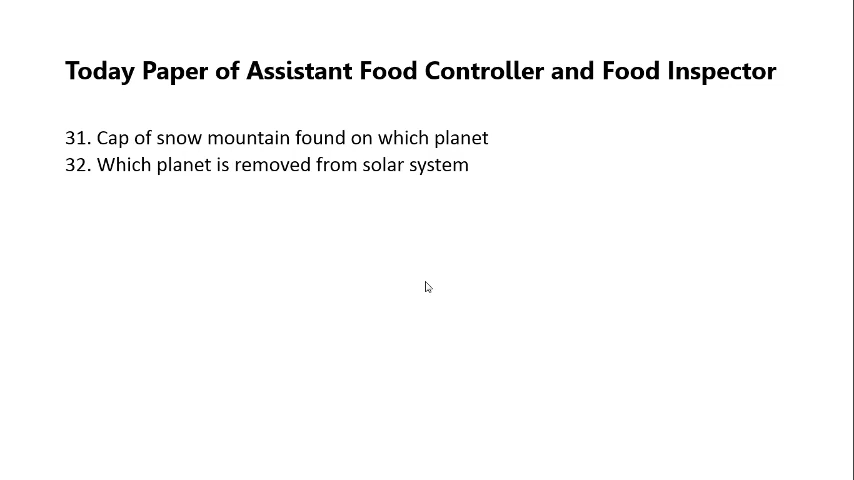 Today Paper of Assistant Food Controller and Food Inspector
31. Cap of snow mountain found on which planet
32. Which planet is removed from solar system